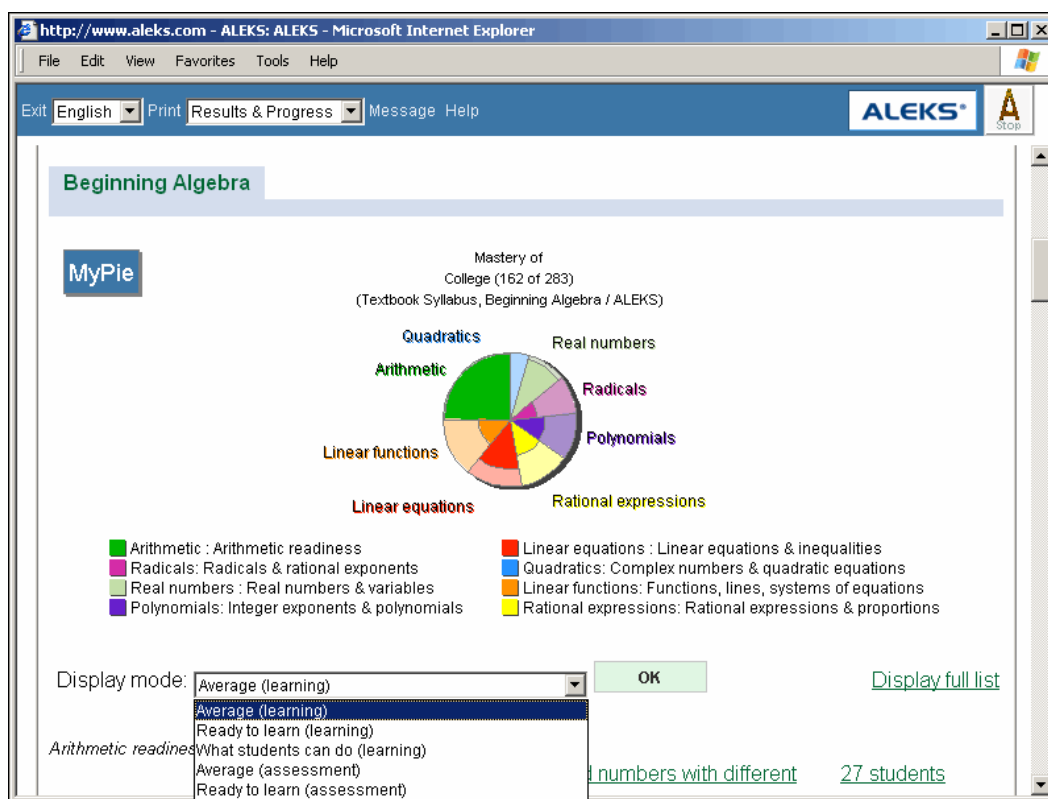 http://www.aleks.com - ALEKS: ALEKS - Microsoft Internet Explorer
File Edit View Favorites Tools Help
Exit English Print Results & Progress Message Help ALEKS® Stop
Beginning Algebra
MyPie
Mastery of
College (162 of 283)
(Textbook Syllabus, Beginning Algebra / ALEKS)
Quadratics
Real numbers
Arithmetic
Radicals
Polynomials
Linear functions
Linear equations
Rational expressions
Arithmetic : Arithmetic readiness
Linear equations : Linear equations & inequalities
Radicals: Radicals & rational exponents
Quadratics: Complex numbers & quadratic equations
Real numbers : Real numbers & variables
Linear functions: Functions, lines, systems of equations
Polynomials: Integer exponents & polynomials
Rational expressions: Rational expressions & proportions
Display mode: Average (learning) OK Display full list
Average (learning)
Ready to learn (learning)
Arithmetic What students can do (learning)
Average (assessment) numbers with different 27 students
Ready to learn (assessment)